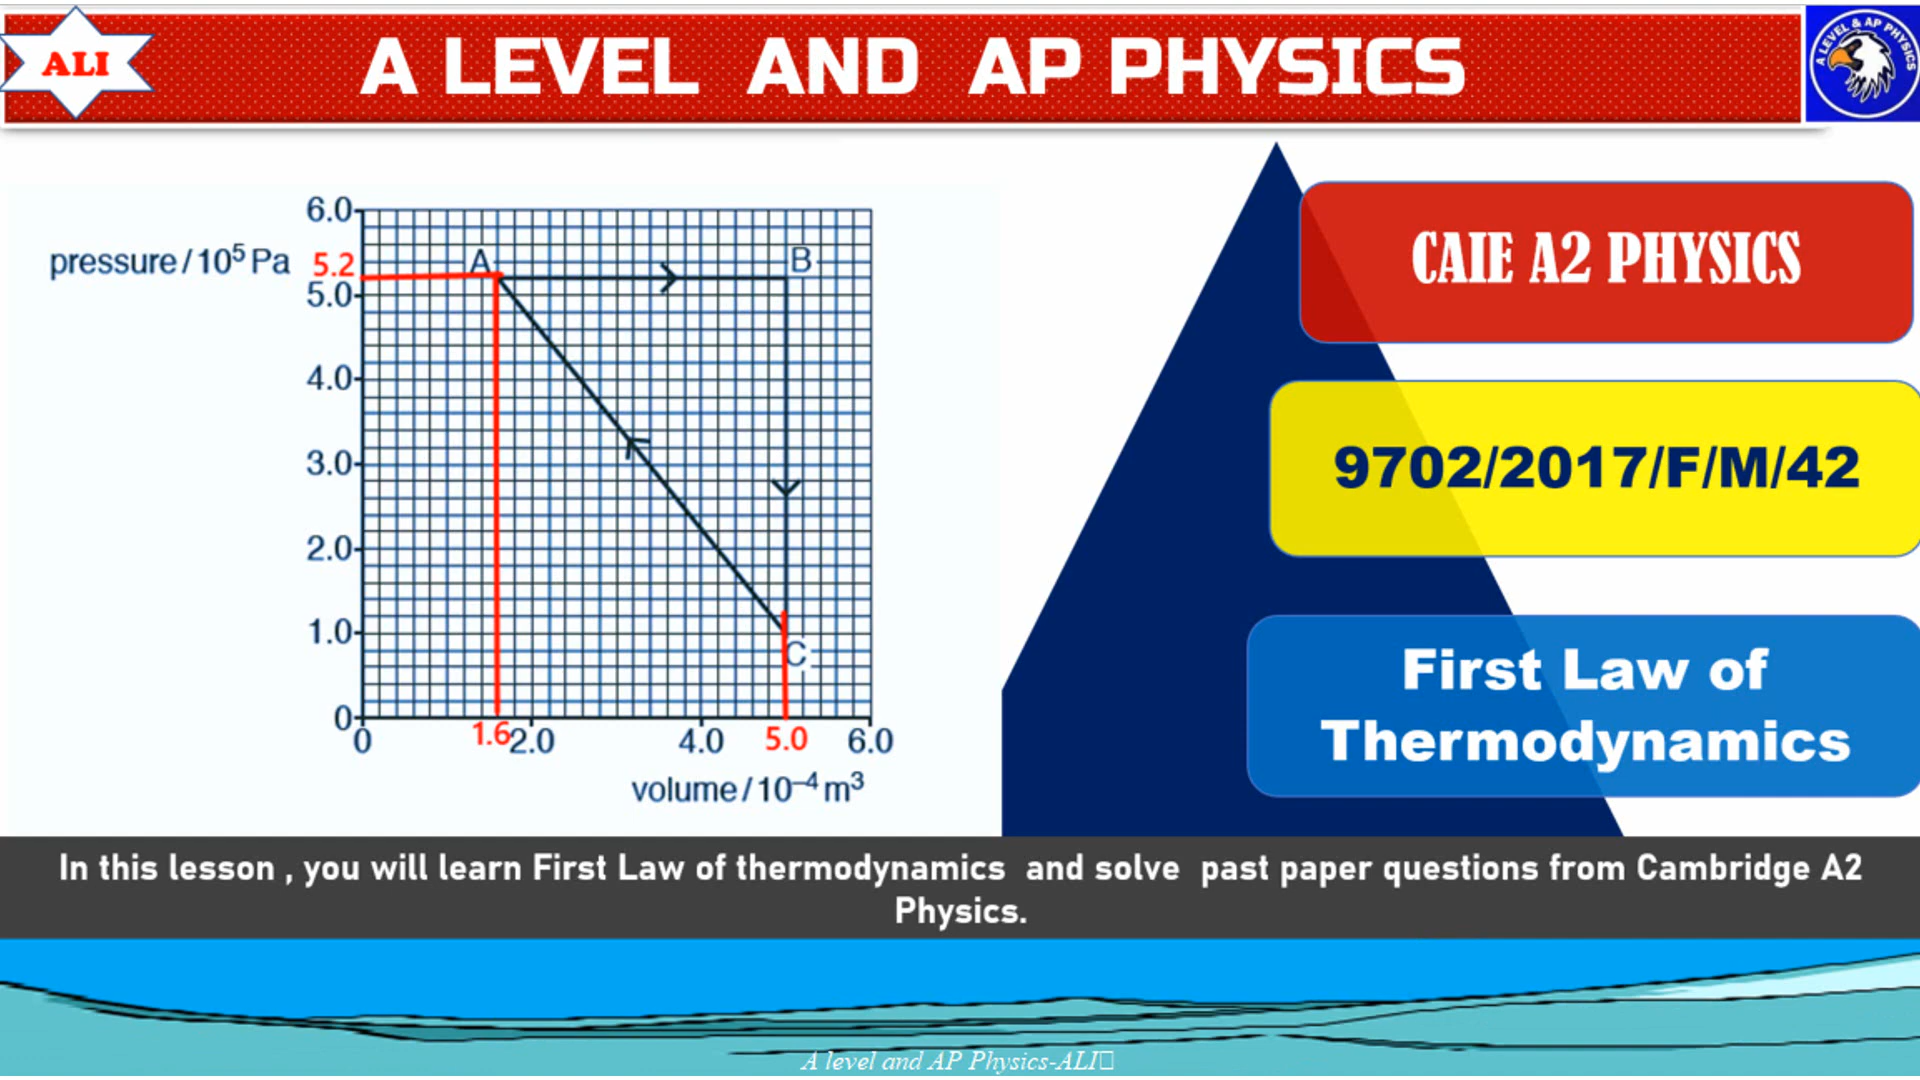 ALI
A LEVEL AND AP PHYSICS
A LEVEL & AP PHYSICS
6.0
pressure/10⁵ Pa
5.2
A
B
5.0
4.0
3.0
2.0
1.0
C
0
0
1.6
2.0
4.0
5.0
6.0
volume/10⁻⁴ m³
CAIE A2 PHYSICS
9702/2017/F/M/42
First Law of
Thermodynamics
In this lesson , you will learn First Law of thermodynamics and solve past paper questions from Cambridge A2
Physics.
A level and AP Physics-ALI